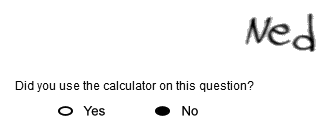 Ned
Did you use the calculator on this question?
Yes No